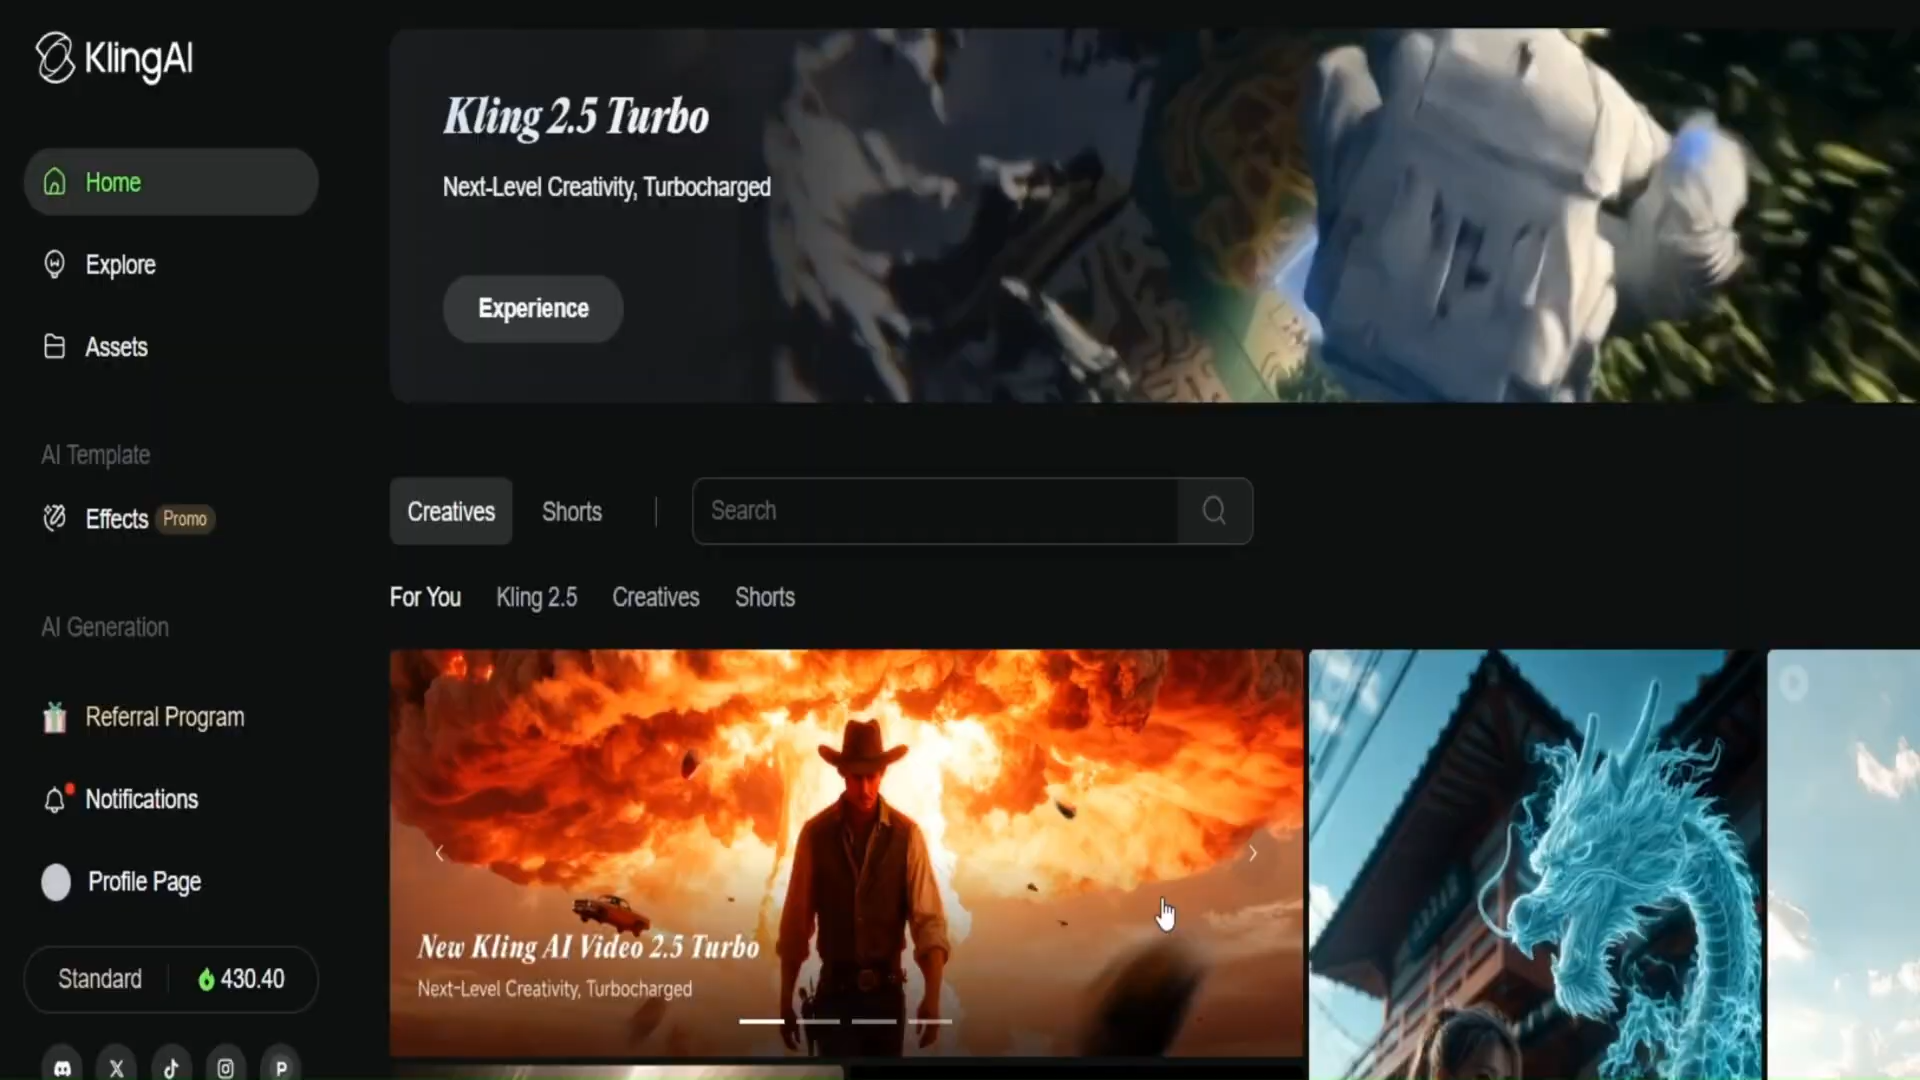 KlingAI
Home
Explore
Assets
AI Template
Effects Promo
AI Generation
Referral Program
Notifications
Profile Page
Standard 430.40
Kling 2.5 Turbo
Next-Level Creativity, Turbocharged
Experience
Creatives Shorts Search
For You Kling 2.5 Creatives Shorts
New Kling AI Video 2.5 Turbo
Next-Level Creativity, Turbocharged